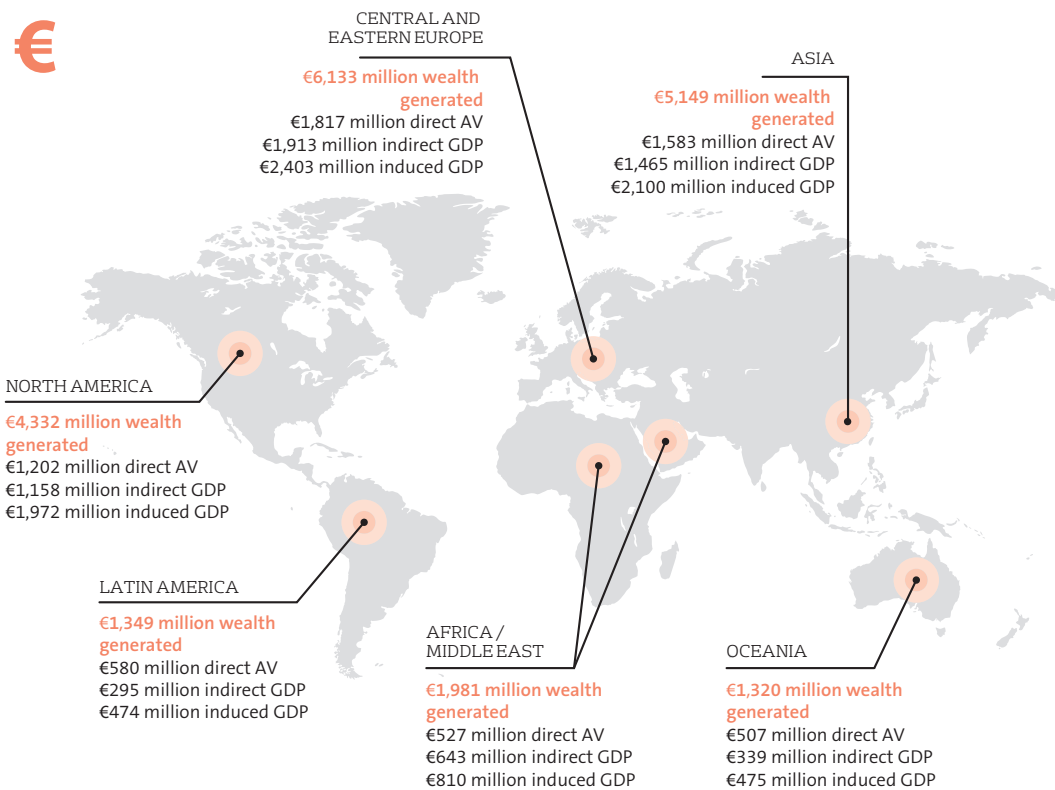 €
CENTRAL AND
EASTERN EUROPE
€6,133 million wealth
generated
€1,817 million direct AV
€1,913 million indirect GDP
€2,403 million induced GDP
ASIA
€5,149 million wealth
generated
€1,583 million direct AV
€1,465 million indirect GDP
€2,100 million induced GDP
NORTH AMERICA
€4,332 million wealth
generated
€1,202 million direct AV
€1,158 million indirect GDP
€1,972 million induced GDP
LATIN AMERICA
€1,349 million wealth
generated
€580 million direct AV
€295 million indirect GDP
€474 million induced GDP
AFRICA /
MIDDLE EAST
€1,981 million wealth
generated
€527 million direct AV
€643 million indirect GDP
€810 million induced GDP
OCEANIA
€1,320 million wealth
generated
€507 million direct AV
€339 million indirect GDP
€475 million induced GDP